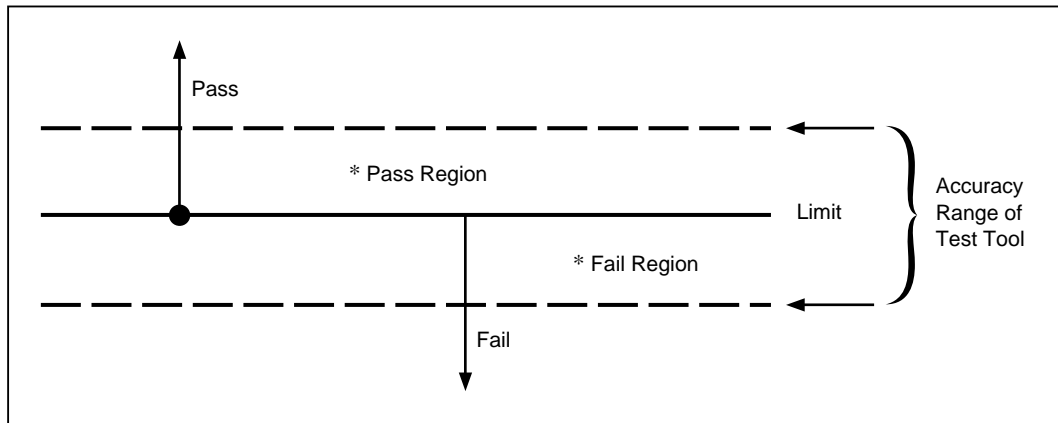 Pass
* Pass Region
Limit
Accuracy
Range of
Test Tool
* Fail Region
Fail